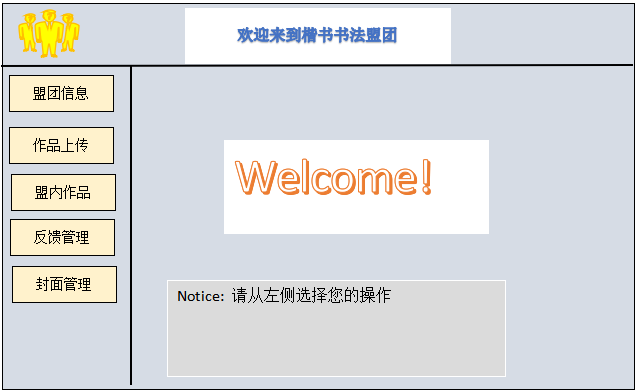 欢迎来到楷书书法盟团
盟团信息
作品上传
盟内作品
反馈管理
封面管理
Welcome!
Notice: 请从左侧选择您的操作